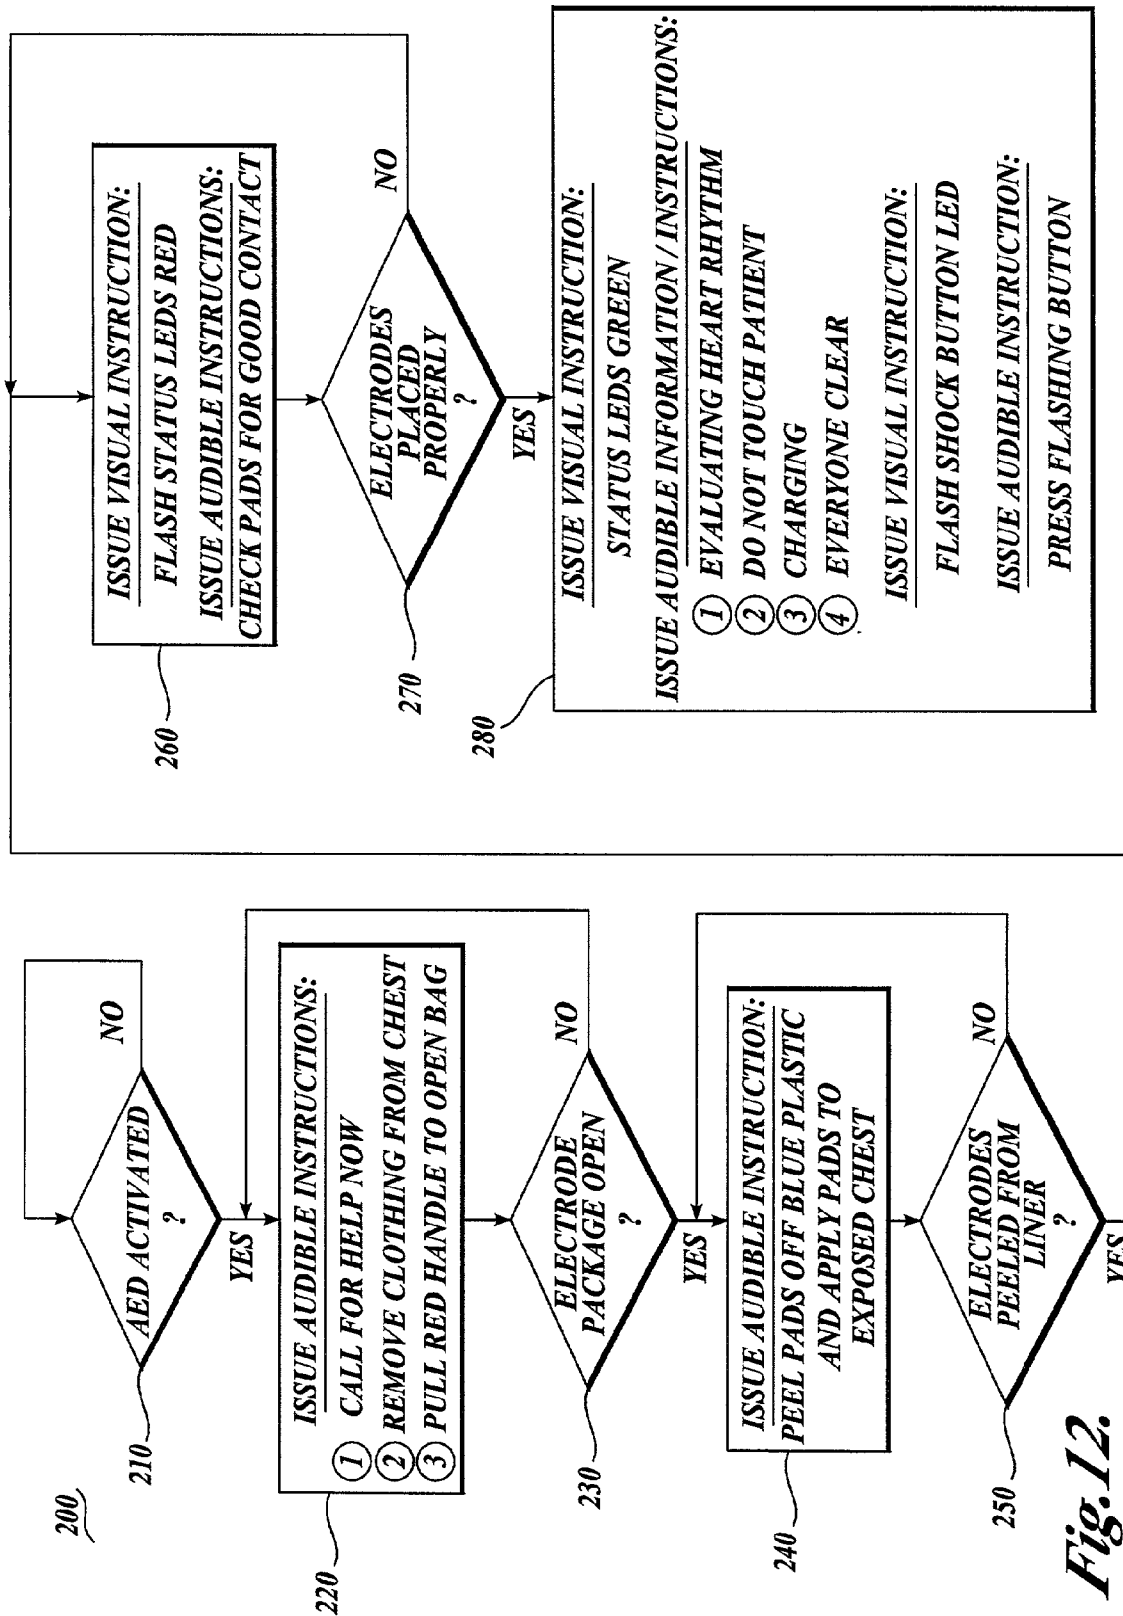 200
210
AED ACTIVATED
?
NO
YES
220
ISSUE AUDIBLE INSTRUCTIONS:
1 CALL FOR HELP NOW
2 REMOVE CLOTHING FROM CHEST
3 PULL RED HANDLE TO OPEN BAG
230
ELECTRODE
PACKAGE OPEN
?
NO
YES
240
ISSUE AUDIBLE INSTRUCTION:
PEEL PADS OFF BLUE PLASTIC
AND APPLY PADS TO
EXPOSED CHEST
250
ELECTRODES
PEELED FROM
LINER
?
NO
YES
260
ISSUE VISUAL INSTRUCTION:
FLASH STATUS LEDS RED
ISSUE AUDIBLE INSTRUCTIONS:
CHECK PADS FOR GOOD CONTACT
270
ELECTRODES
PLACED
PROPERLY
?
NO
YES
280
ISSUE VISUAL INSTRUCTION:
STATUS LEDS GREEN
ISSUE AUDIBLE INFORMATION/INSTRUCTIONS:
1 EVALUATING HEART RHYTHM
2 DO NOT TOUCH PATIENT
3 CHARGING
4 EVERYONE CLEAR
ISSUE VISUAL INSTRUCTION:
FLASH SHOCK BUTTON LED
ISSUE AUDIBLE INSTRUCTION:
PRESS FLASHING BUTTON
Fig.12.